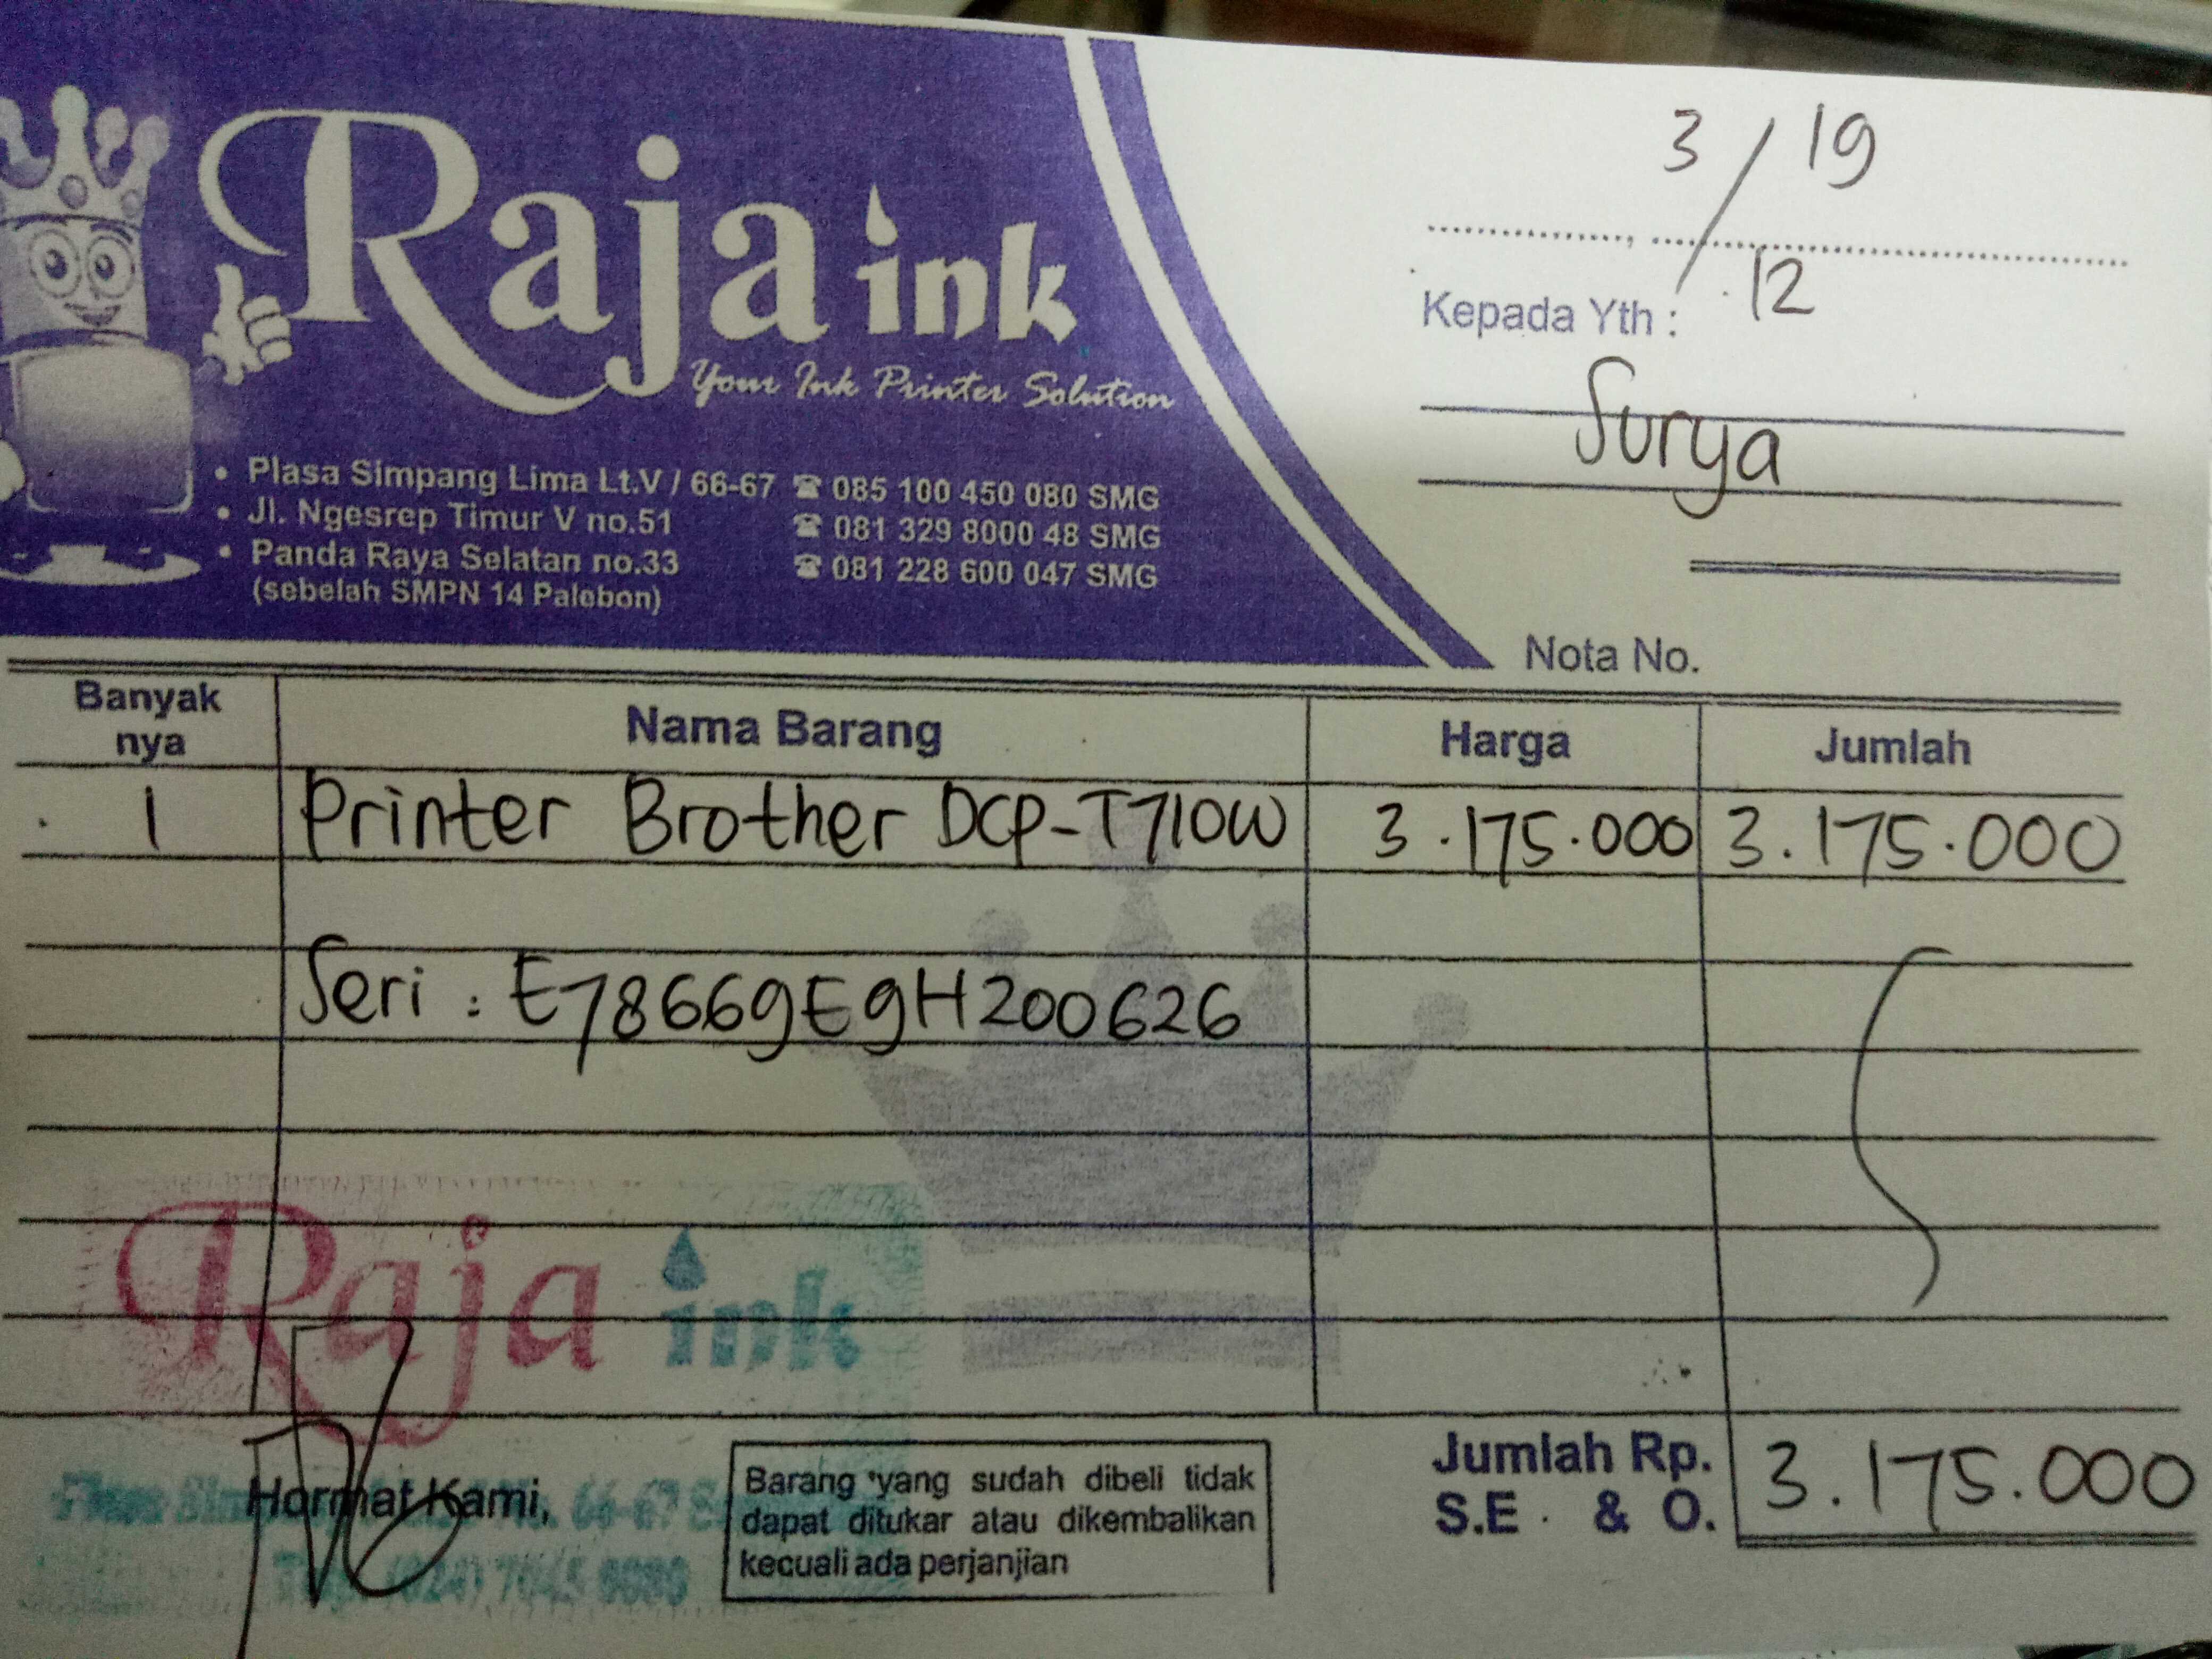 Raja ink
Your Ink Printer Solution
• Plasa Simpang Lima Lt.V / 66-67 ☎ 085 100 450 080 SMG
• Jl. Ngesrep Timur V no.51 ☎ 081 329 8000 48 SMG
• Panda Raya Selatan no.33 ☎ 081 228 600 047 SMG
(sebelah SMPN 14 Palebon)
3 / 19
12
Kepada Yth :
Surya
Nota No.
Banyak nya Nama Barang Harga Jumlah
1 Printer Brother DCP-T710W 3.175.000 3.175.000
Seri : E78669E9H200626
Raja ink
Hormat Kami,
66-67
(024) 7045
Barang yang sudah dibeli tidak
dapat ditukar atau dikembalikan
kecuali ada perjanjian
Jumlah Rp. 3.175.000
S.E. & O.